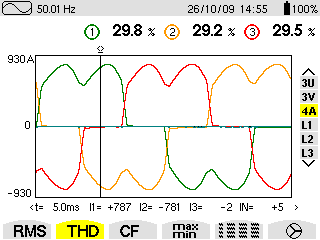 50.01 Hz 26/10/09 14:55 100%
1 29.8 % 2 29.2 % 3 29.5 %
930A
0
-930
3U
3V
4A
L1
L2
L3
<t= 5.0ms I1= +787 I2= -781 I3= -2 IN= +5 >
RMS THD CF max min